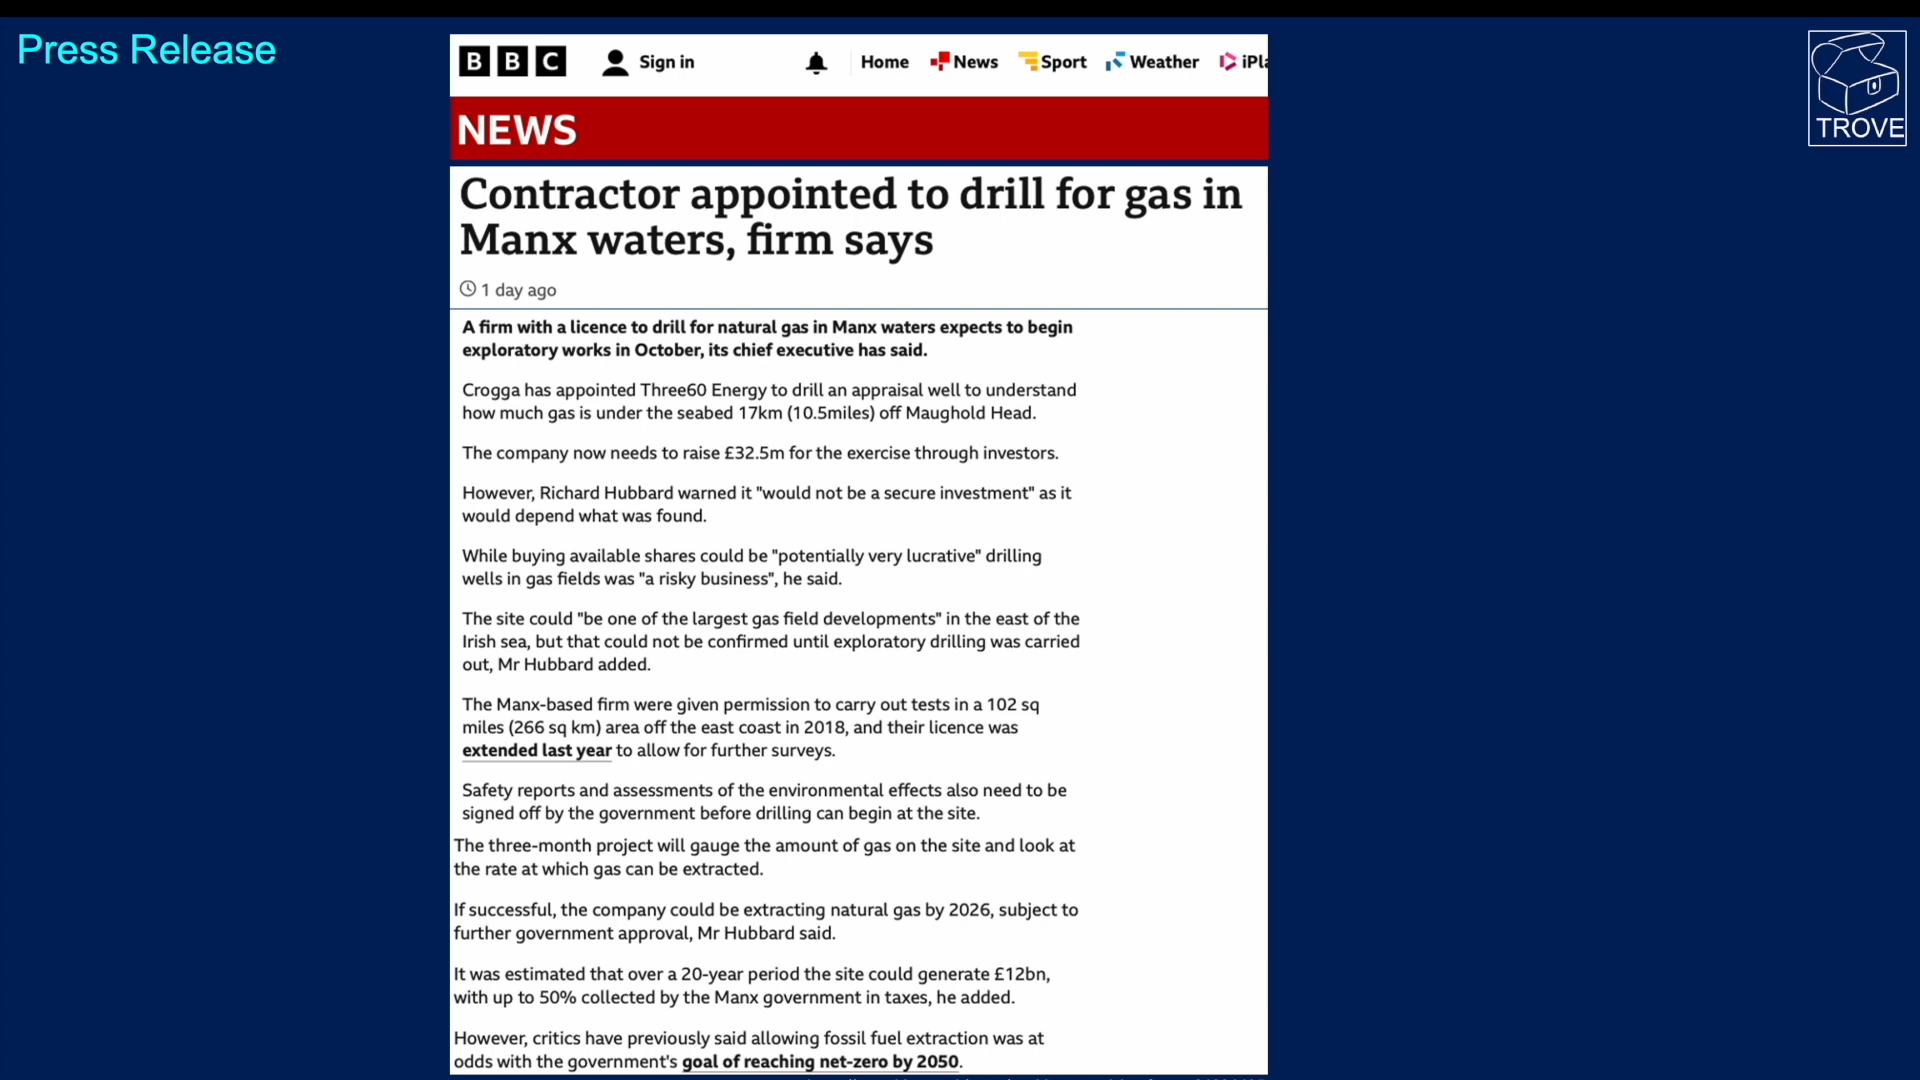 Press Release
BBC
Sign in
Home
News
Sport
Weather
iPla
TROVE
NEWS
Contractor appointed to drill for gas in
Manx waters, firm says
1 day ago
A firm with a licence to drill for natural gas in Manx waters expects to begin
exploratory works in October, its chief executive has said.
Crogga has appointed Three60 Energy to drill an appraisal well to understand
how much gas is under the seabed 17km (10.5miles) off Maughold Head.
The company now needs to raise £32.5m for the exercise through investors.
However, Richard Hubbard warned it "would not be a secure investment" as it
would depend what was found.
While buying available shares could be "potentially very lucrative" drilling
wells in gas fields was "a risky business", he said.
The site could "be one of the largest gas field developments" in the east of the
Irish sea, but that could not be confirmed until exploratory drilling was carried
out, Mr Hubbard added.
The Manx-based firm were given permission to carry out tests in a 102 sq
miles (266 sq km) area off the east coast in 2018, and their licence was
extended last year to allow for further surveys.
Safety reports and assessments of the environmental effects also need to be
signed off by the government before drilling can begin at the site.
The three-month project will gauge the amount of gas on the site and look at
the rate at which gas can be extracted.
If successful, the company could be extracting natural gas by 2026, subject to
further government approval, Mr Hubbard said.
It was estimated that over a 20-year period the site could generate £12bn,
with up to 50% collected by the Manx government in taxes, he added.
However, critics have previously said allowing fossil fuel extraction was at
odds with the government's goal of reaching net-zero by 2050.